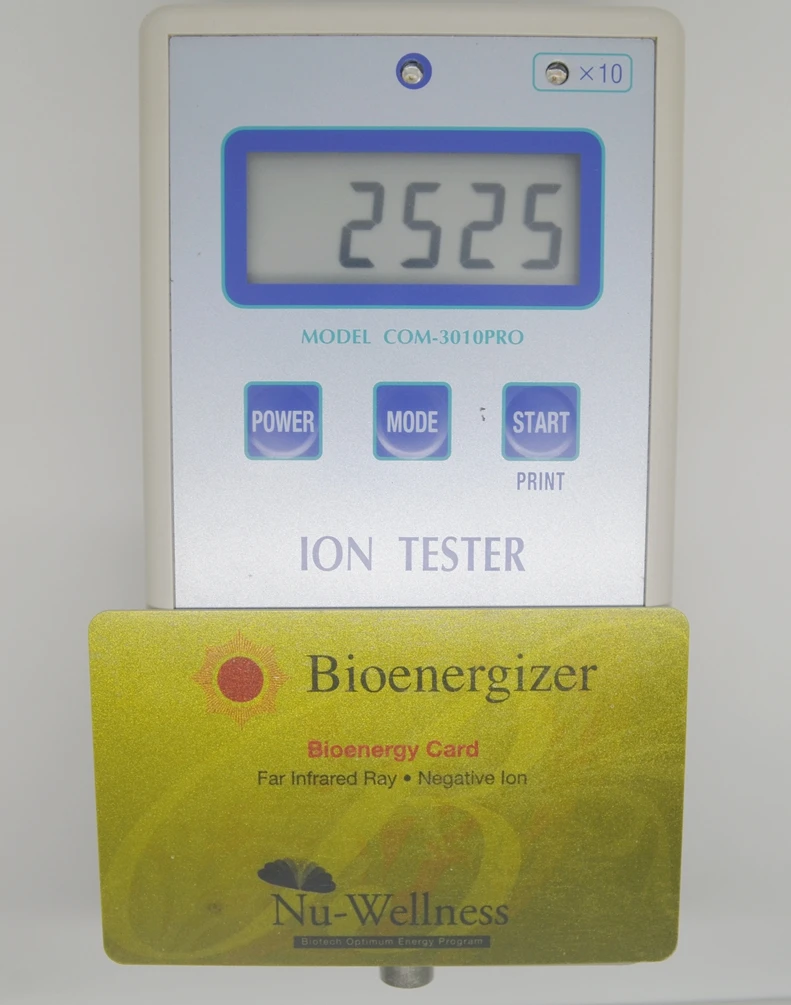 ×10
2525
MODEL COM-3010PRO
POWER MODE START
PRINT
ION TESTER
Bioenergizer
Bioenergy Card
Far Infrared Ray • Negative Ion
Nu-Wellness
Biotech Optimum Energy Program